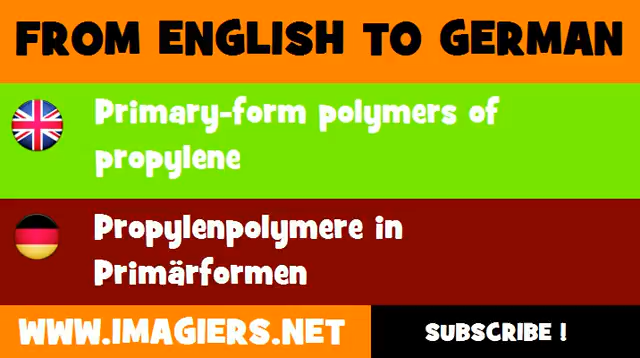 FROM ENGLISH TO GERMAN
Primary-form polymers of
propylene
Propylenpolymere in
Primärformen
WWW.IMAGIERS.NET
SUBSCRIBE !